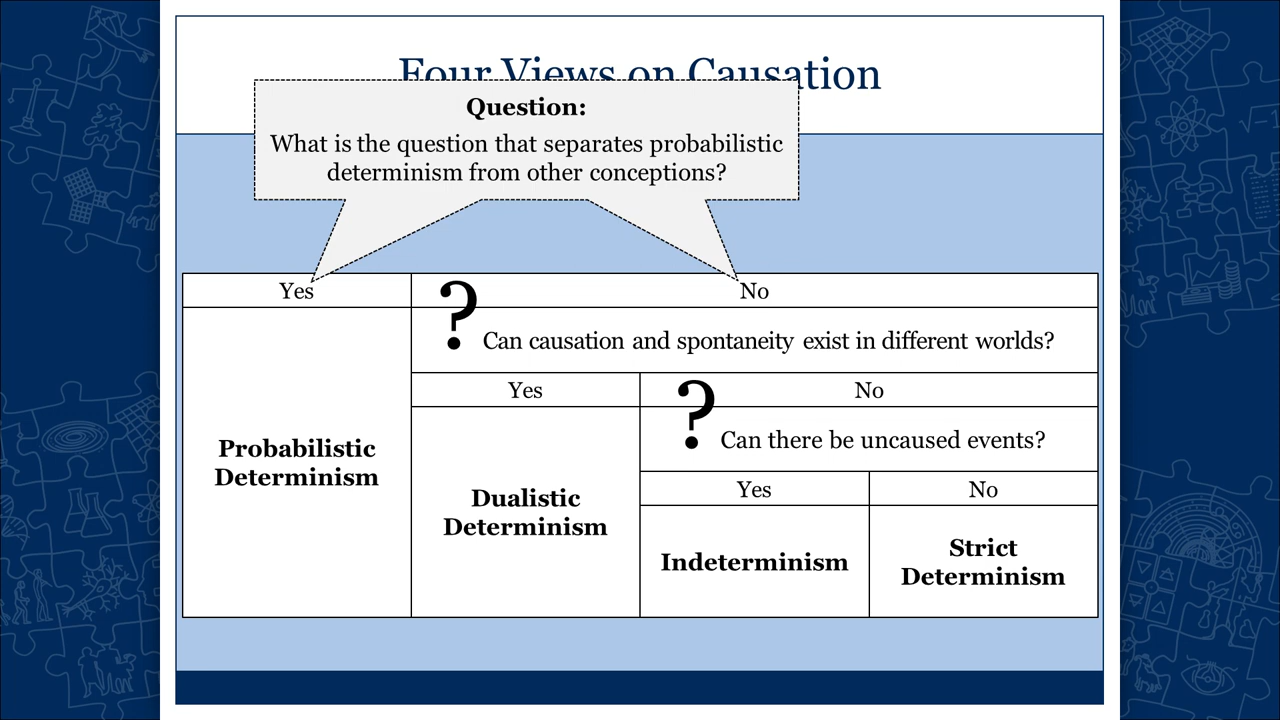 Four Views on Causation
Question:
What is the question that separates probabilistic
determinism from other conceptions?
Yes
No
?
Can causation and spontaneity exist in different worlds?
Yes
No
?
Can there be uncaused events?
Probabilistic
Determinism
Dualistic
Determinism
Yes
No
Indeterminism
Strict
Determinism